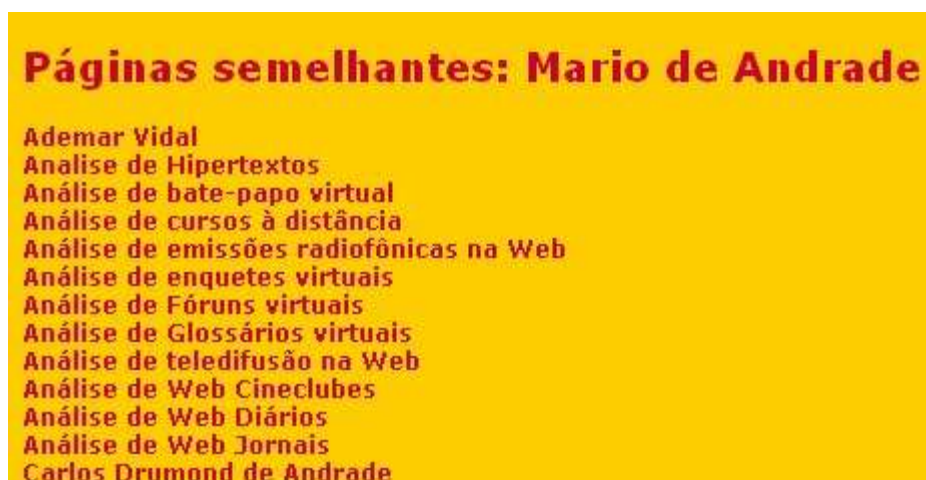 Páginas semelhantes: Mario de Andrade
Ademar Vidal
Analise de Hipertextos
Análise de bate-papo virtual
Análise de cursos à distância
Análise de emissões radiofônicas na Web
Análise de enquetes virtuais
Análise de Fóruns virtuais
Análise de Glossários virtuais
Análise de teledifusão na Web
Análise de Web Cineclubes
Análise de Web Diários
Análise de Web Jornais
Carlos Drumond de Andrade